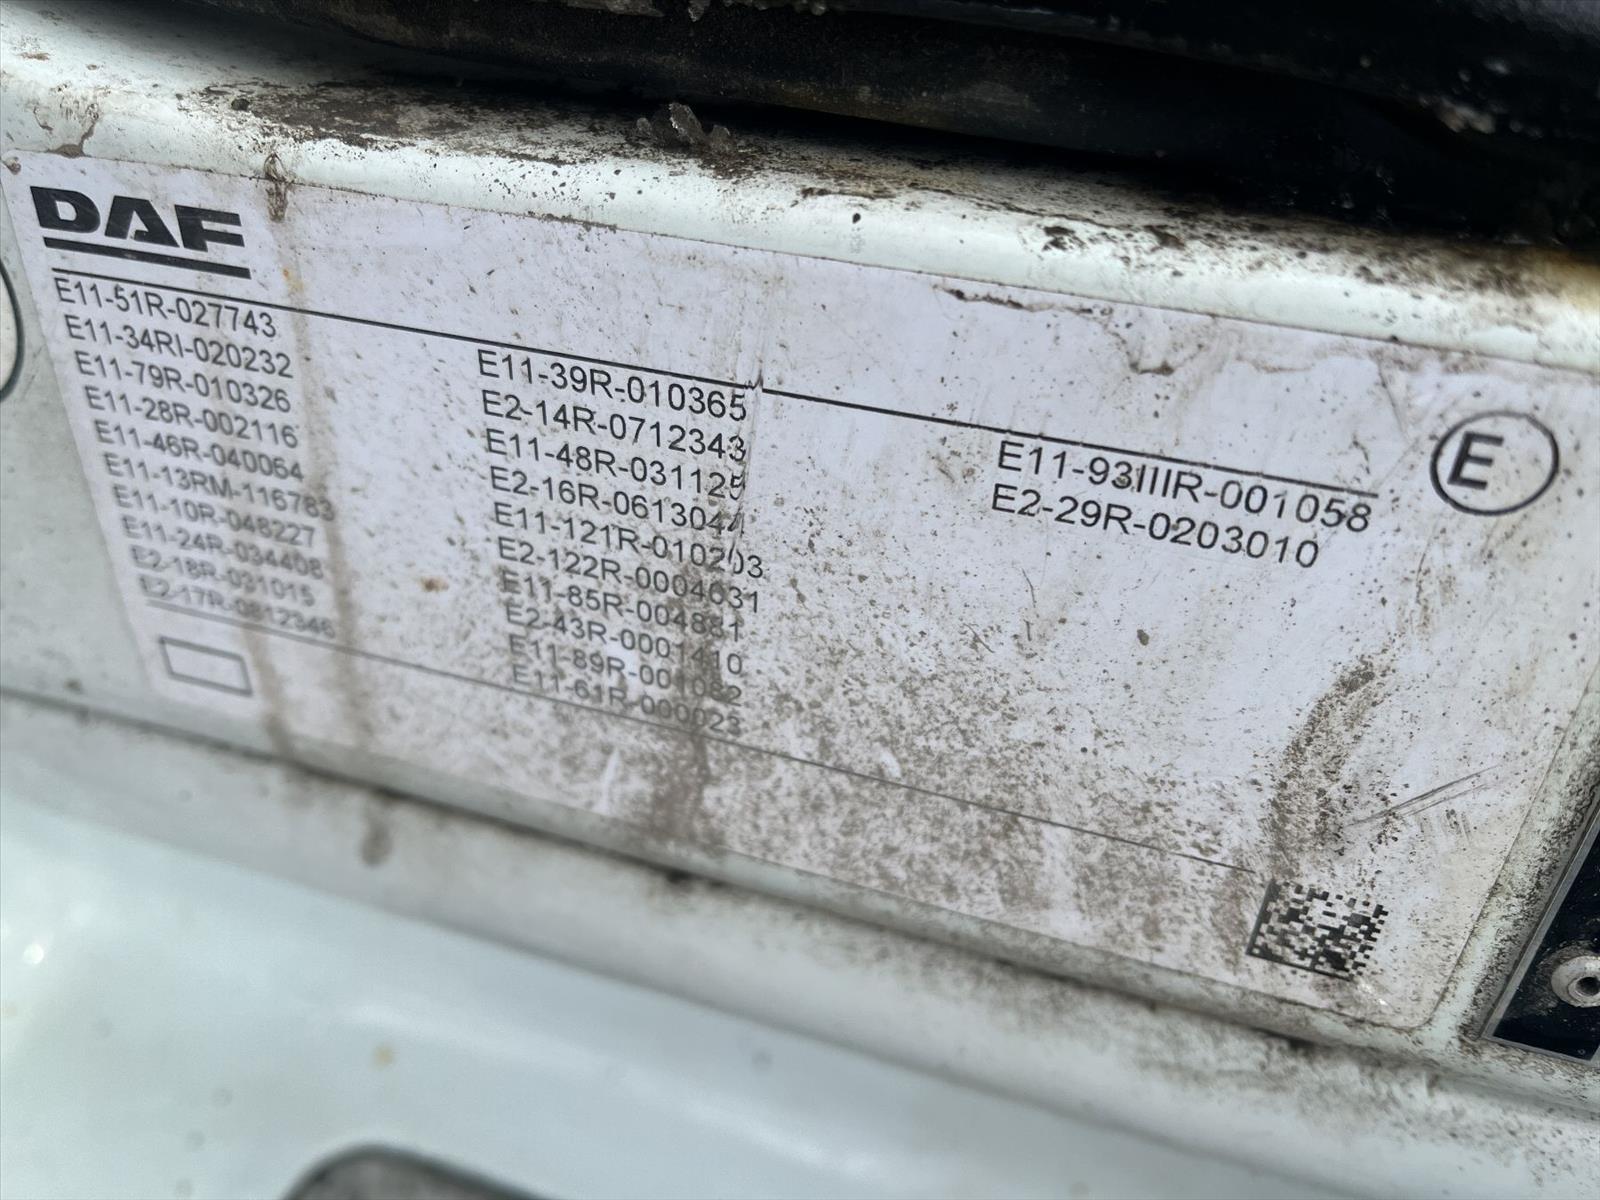 DAF
E11-51R-027743
E11-34RI-020232
E11-79R-010326
E11-28R-002116
E11-46R-040064
E11-13RM-116783
E11-10R-048227
E11-24R-034408
E2-18R-031015
E2-17R-0812346
E11-39R-010365
E2-14R-0712343
E11-48R-031125
E2-16R-0613044
E11-121R-010203
E2-122R-0004031
E11-85R-004881
E2-43R-0001410
E11-89R-001082
E11-61R-000023
E11-93IIIR-001058
E2-29R-0203010
E